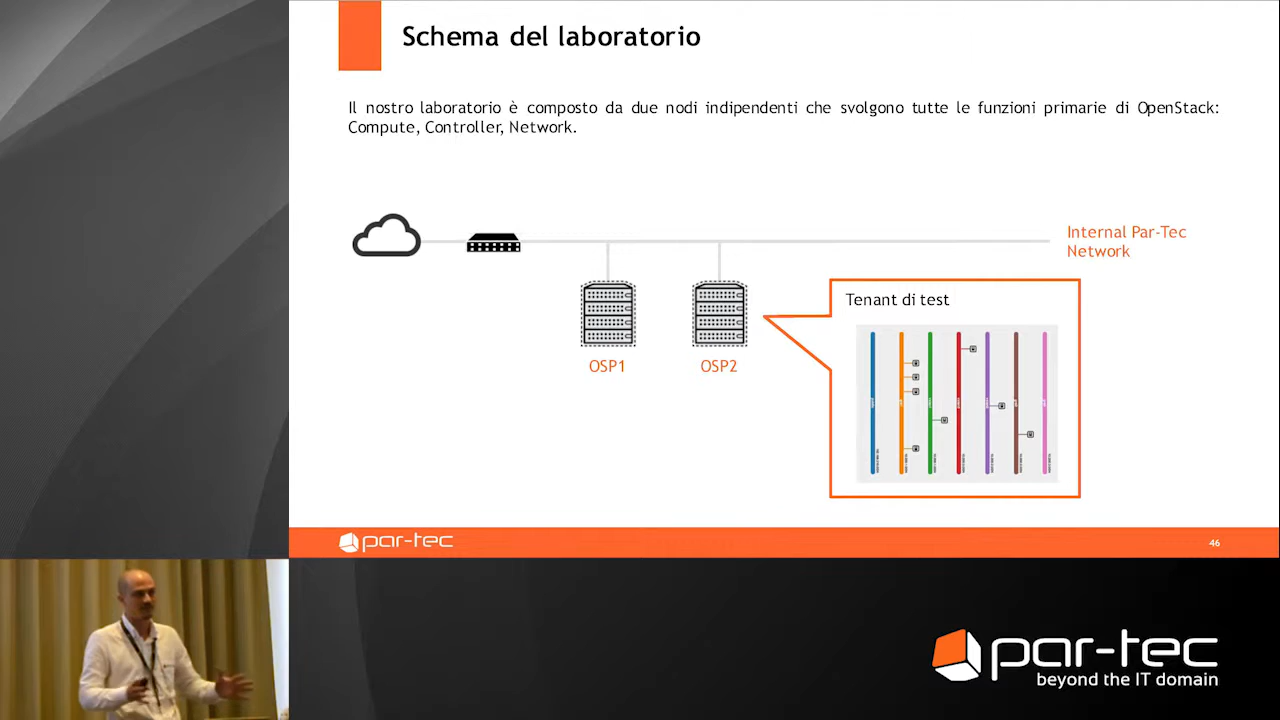 Schema del laboratorio
Il nostro laboratorio è composto da due nodi indipendenti che svolgono tutte le funzioni primarie di OpenStack:
Compute, Controller, Network.
Internal Par-Tec
Network
Tenant di test
OSP1
OSP2
par-tec
46
par-tec
beyond the IT domain